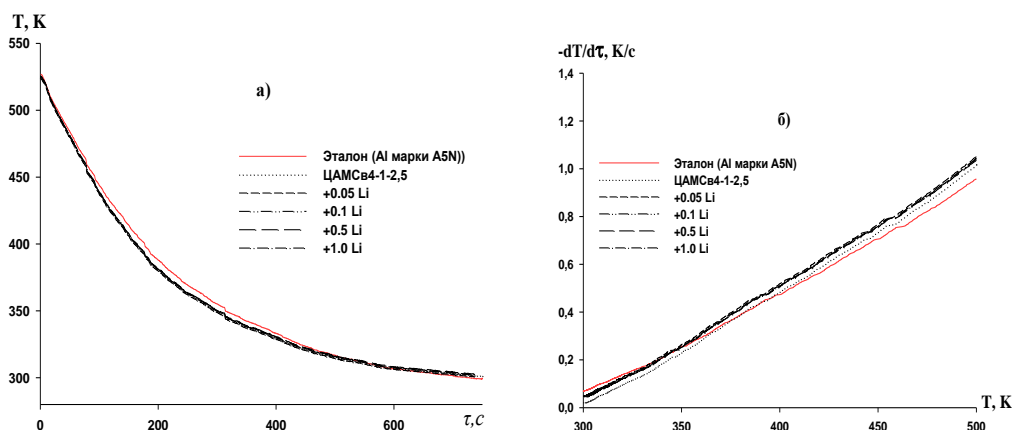 T, K
550
500
450
400
350
300
0
200
400
600
τ,c
а)
Эталон (Al марки A5N))
ЦАМСв4-1-2,5
+0.05 Li
+0.1 Li
+0.5 Li
+1.0 Li
-dT/dτ, K/c
1,4
1,2
1,0
0,8
0,6
0,4
0,2
0,0
300
350
400
450
500
T, K
б)
Эталон (Al марки A5N))
ЦАМСв4-1-2,5
+0.05 Li
+0.1 Li
+0.5 Li
+1.0 Li